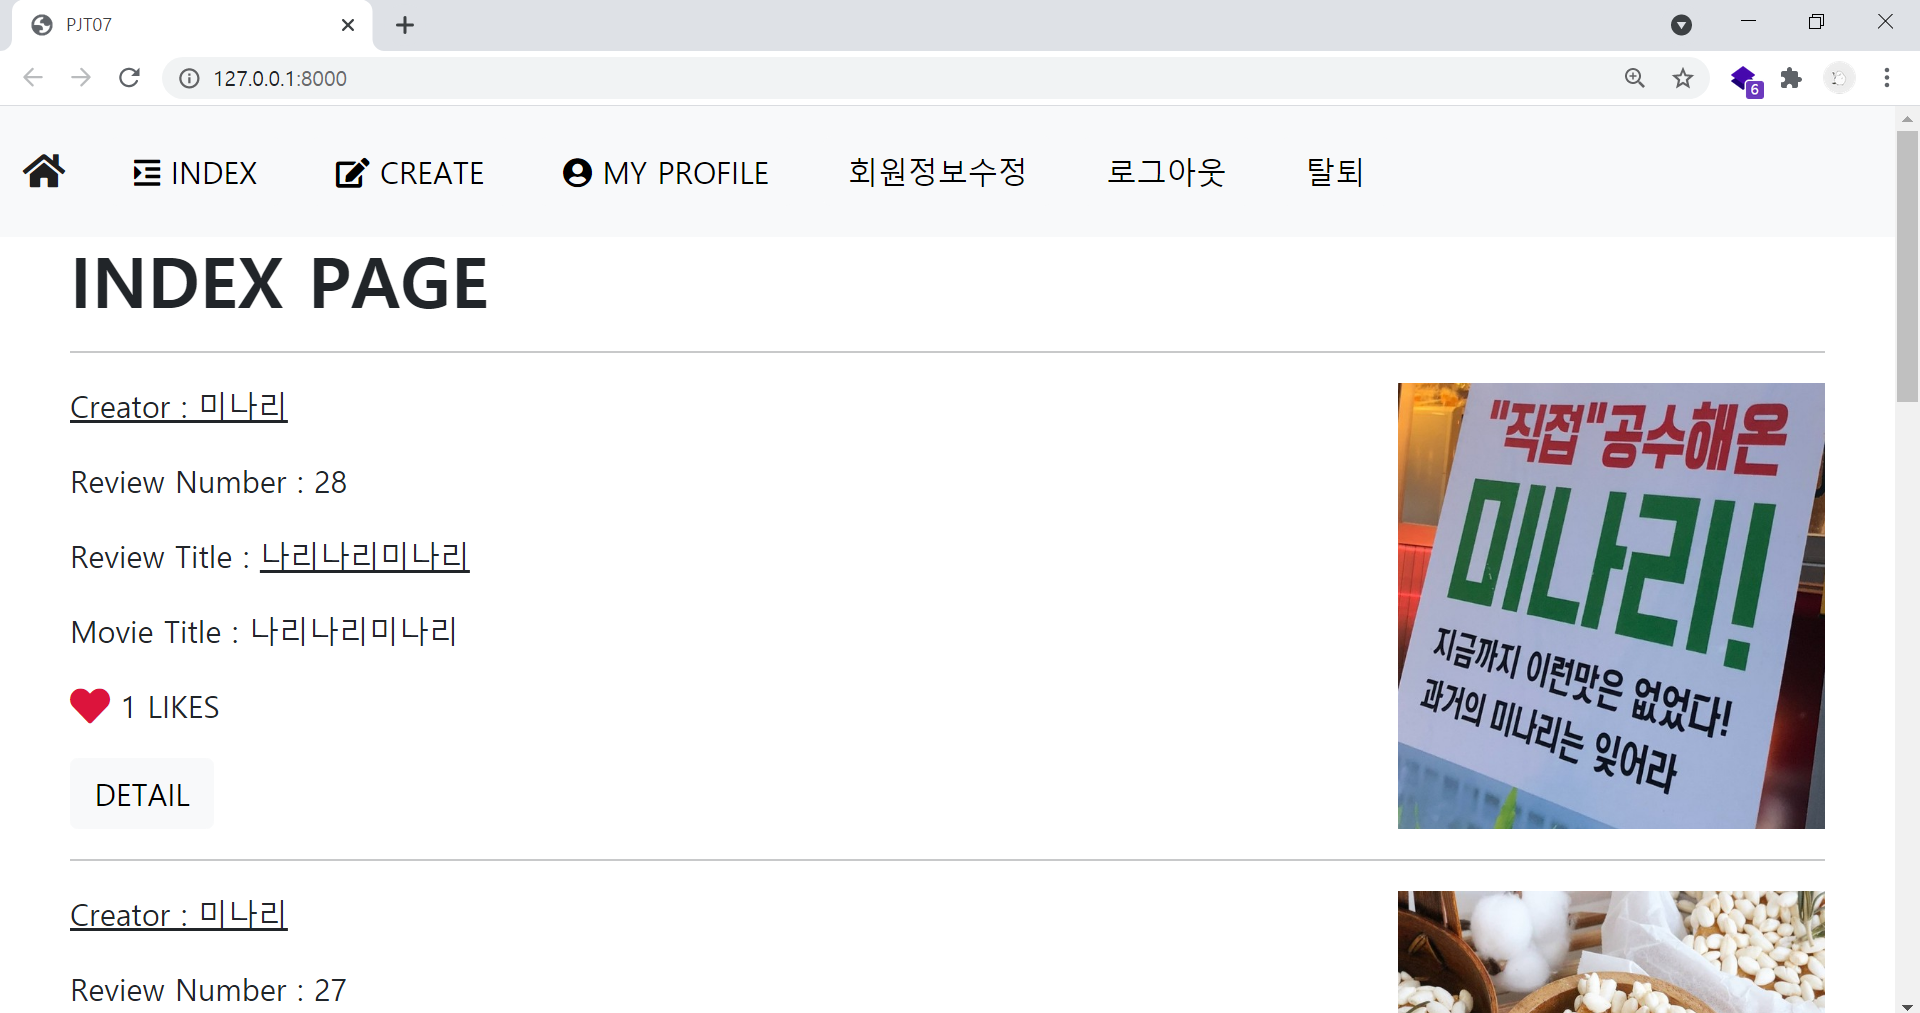 PJT07
127.0.0.1:8000
6
INDEX
CREATE
MY PROFILE
회원정보수정
로그아웃
탈퇴
INDEX PAGE
Creator : 미나리
Review Number : 28
Review Title : 나리나리미나리
Movie Title : 나리나리미나리
1 LIKES
DETAIL
"직접"공수해온
미나리!
지금까지 이런맛은 없었다!
과거의 미나리는 잊어라
Creator : 미나리
Review Number : 27